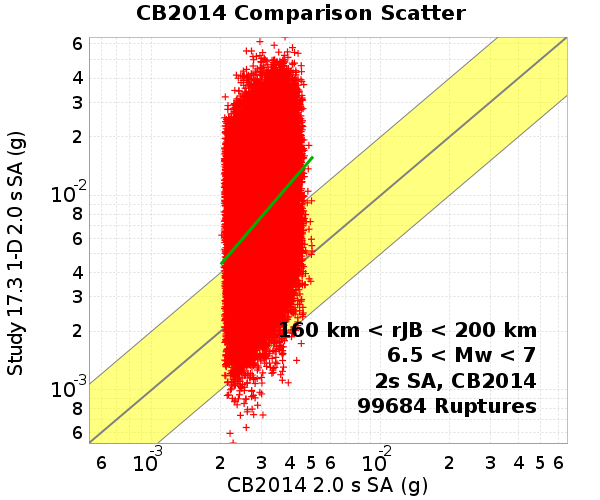 CB2014 Comparison Scatter
Study 17.3 1-D 2.0 s SA (g)
6
4
3
2
10-2
8
6
4
3
2
10-3
8
6
160 km < rJB < 200 km
6.5 < Mw < 7
2s SA, CB2014
99684 Ruptures
6 10-3 2 3 4 5 6 10-2 2 3 4 5 6
CB2014 2.0 s SA (g)